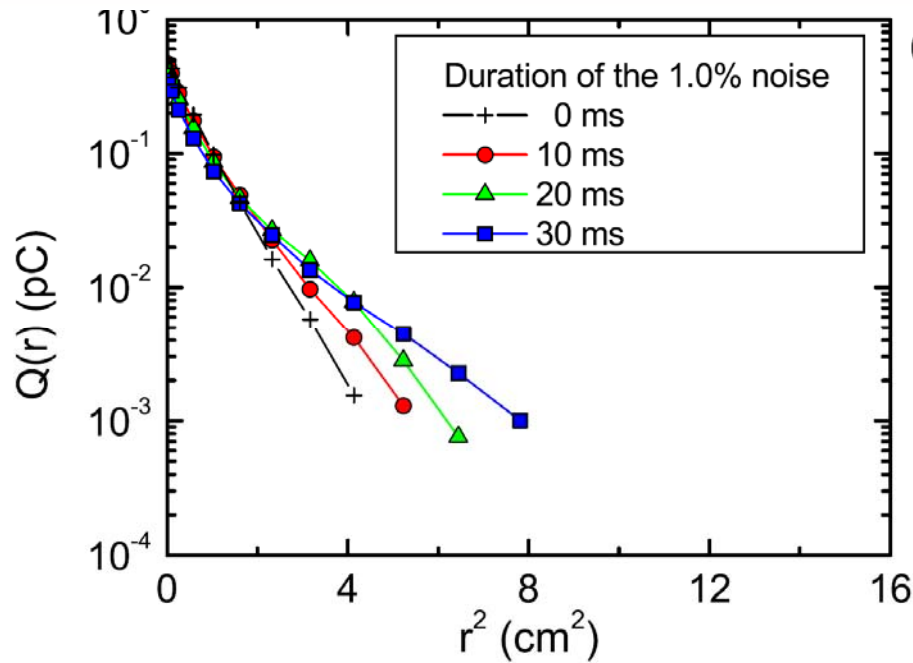 10⁰
10⁻¹
10⁻²
10⁻³
10⁻⁴
Q(r) (pC)
Duration of the 1.0% noise
0 ms
10 ms
20 ms
30 ms
0 4 8 12 16
r² (cm²)
(